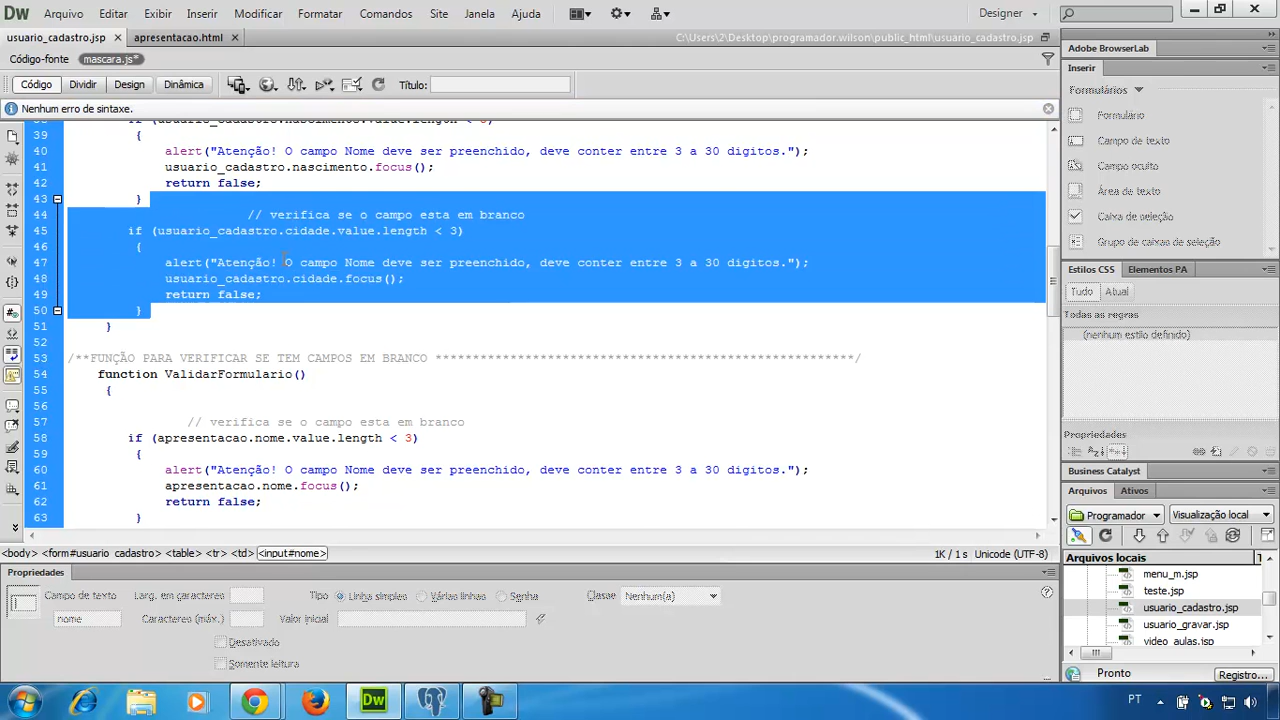 Dw Arquivo Editar Exibir Inserir Modificar Formatar Comandos Site Janela Ajuda Designer
usuario_cadastro.jsp apresentacao.html C:\Users\2\Desktop\programador.wilson\public_html\usuario_cadastro.jsp
Código-fonte mascara.js*
Código Dividir Design Dinâmica Título:
Nenhum erro de sintaxe.
39 {
40 alert("Atenção! O campo Nome deve ser preenchido, deve conter entre 3 a 30 digitos.");
41 usuario_cadastro.nascimento.focus();
42 return false;
43 }
44 // verifica se o campo esta em branco
45 if (usuario_cadastro.cidade.value.length < 3)
46 {
47 alert("Atenção! O campo Nome deve ser preenchido, deve conter entre 3 a 30 digitos.");
48 usuario_cadastro.cidade.focus();
49 return false;
50 }
51 }
52
53 /**FUNÇÃO PARA VERIFICAR SE TEM CAMPOS EM BRANCO ********************************************************/
54 function ValidarFormulario()
55 {
56
57 // verifica se o campo esta em branco
58 if (apresentacao.nome.value.length < 3)
59 {
60 alert("Atenção! O campo Nome deve ser preenchido, deve conter entre 3 a 30 digitos.");
61 apresentacao.nome.focus();
62 return false;
63 }
<body> <form#usuario_cadastro> <table> <tr> <td> <input#nome> 1K / 1 s Unicode (UTF-8)
Propriedades
Campo de texto Larg. em caracteres Tipo Linha simples Várias linhas Senha Classe Nenhum(a)
nome Caracteres (máx.) Valor inicial
Desativado
Somente leitura
Adobe BrowserLab
Inserir
Formulários
Formulário
Campo de texto
Campo oculto
Área de texto
Caixa de seleção
Grupo de caixas de seleção
Estilos CSS Elementos PA
Tudo Atual
Todas as regras
(nenhum estilo definido)
Propriedades
Business Catalyst
Arquivos Ativos
Programador Visualização local
Arquivos locais
menu_m.jsp
teste.jsp
usuario_cadastro.jsp
usuario_gravar.jsp
video_aulas.jsp
Pronto Registro...
Dw PT